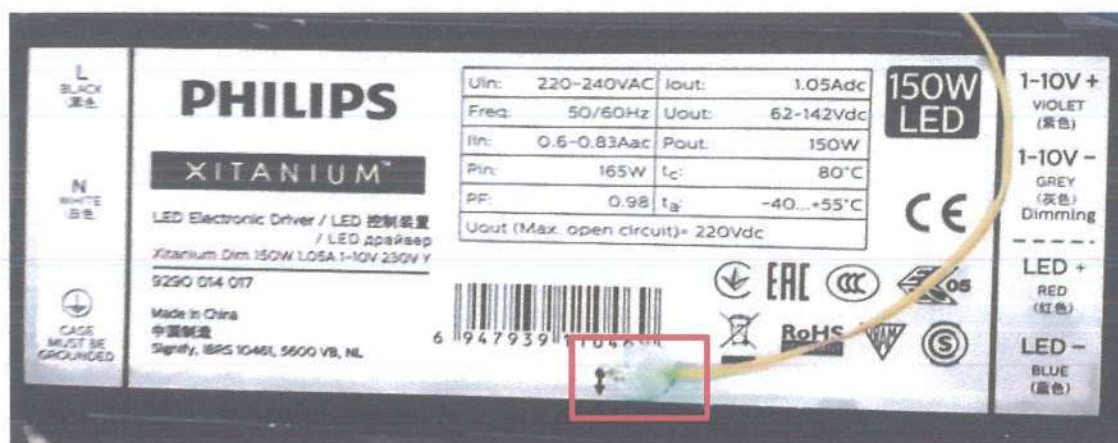 L
BLACK
(黑色)
N
WHITE
白色
CASE
MUST BE
GROUNDED
PHILIPS
XITANIUM™
LED Electronic Driver / LED 控制装置
/ LED драйвер
Xitanium Dim 150W 1.05A 1-10V 230V Y
9290 014 017
Made in China
中国制造
Signify, IBRS 10461, 5600 VB, NL
Uin: 220-240VAC Iout: 1.05Adc
Freq: 50/60Hz Uout: 62-142Vdc
Iin: 0.6-0.83Aac Pout: 150W
Pin: 165W tc: 80°C
PF: 0.98 ta: -40...+55°C
Uout (Max. open circuit)= 220Vdc
6 947939
150W
LED
CE
EAC CCC 05
RoHS
S
1-10V +
VIOLET
(紫色)
1-10V -
GREY
(灰色)
Dimming
LED +
RED
(红色)
LED -
BLUE
(蓝色)